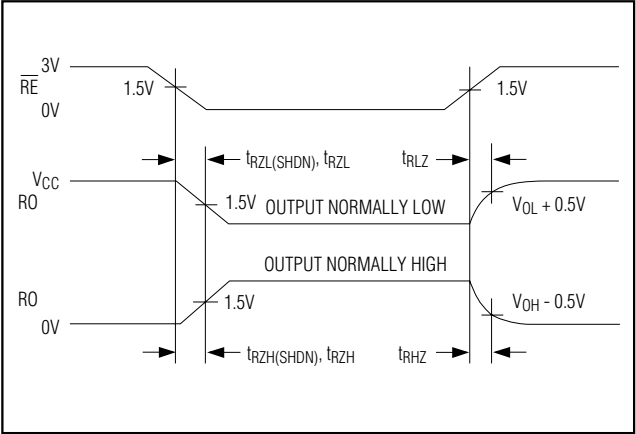 3V
R̅E̅
1.5V
1.5V
0V
tRZL(SHDN), tRZL
tRLZ
VCC
RO
1.5V
OUTPUT NORMALLY LOW
VOL + 0.5V
OUTPUT NORMALLY HIGH
RO
1.5V
VOH - 0.5V
0V
tRZH(SHDN), tRZH
tRHZ